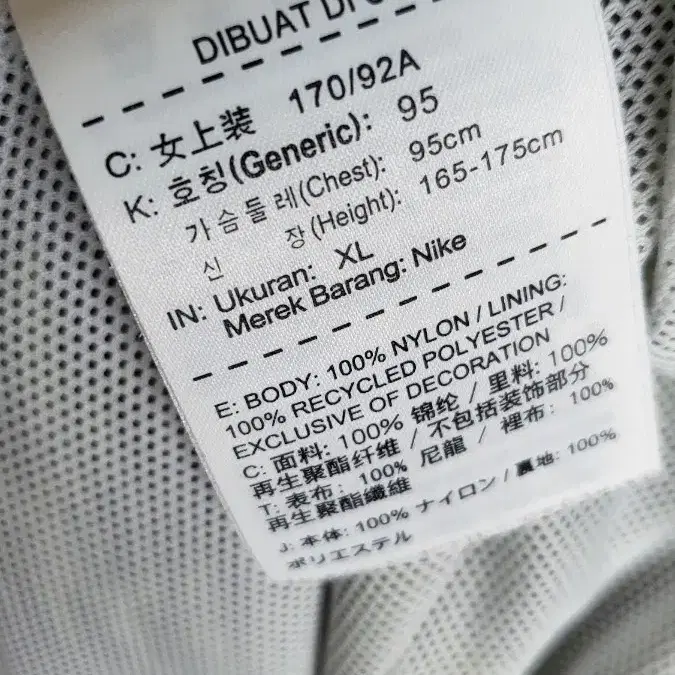 DIBUAT DI
C: 女上装 170/92A
K: 호칭(Generic): 95
가슴둘레(Chest): 95cm
신 장(Height): 165-175cm
IN: Ukuran: XL
Merek Barang: Nike
E: BODY: 100% NYLON / LINING:
100% RECYCLED POLYESTER /
EXCLUSIVE OF DECORATION
C: 面料: 100% 锦纶 / 里料: 100%
再生聚酯纤维 / 不包括装饰部分
T: 表布: 100% 尼龍 / 裡布: 100%
再生聚酯纖維
J: 本体: 100% ナイロン / 裏地: 100%
ポリエステル